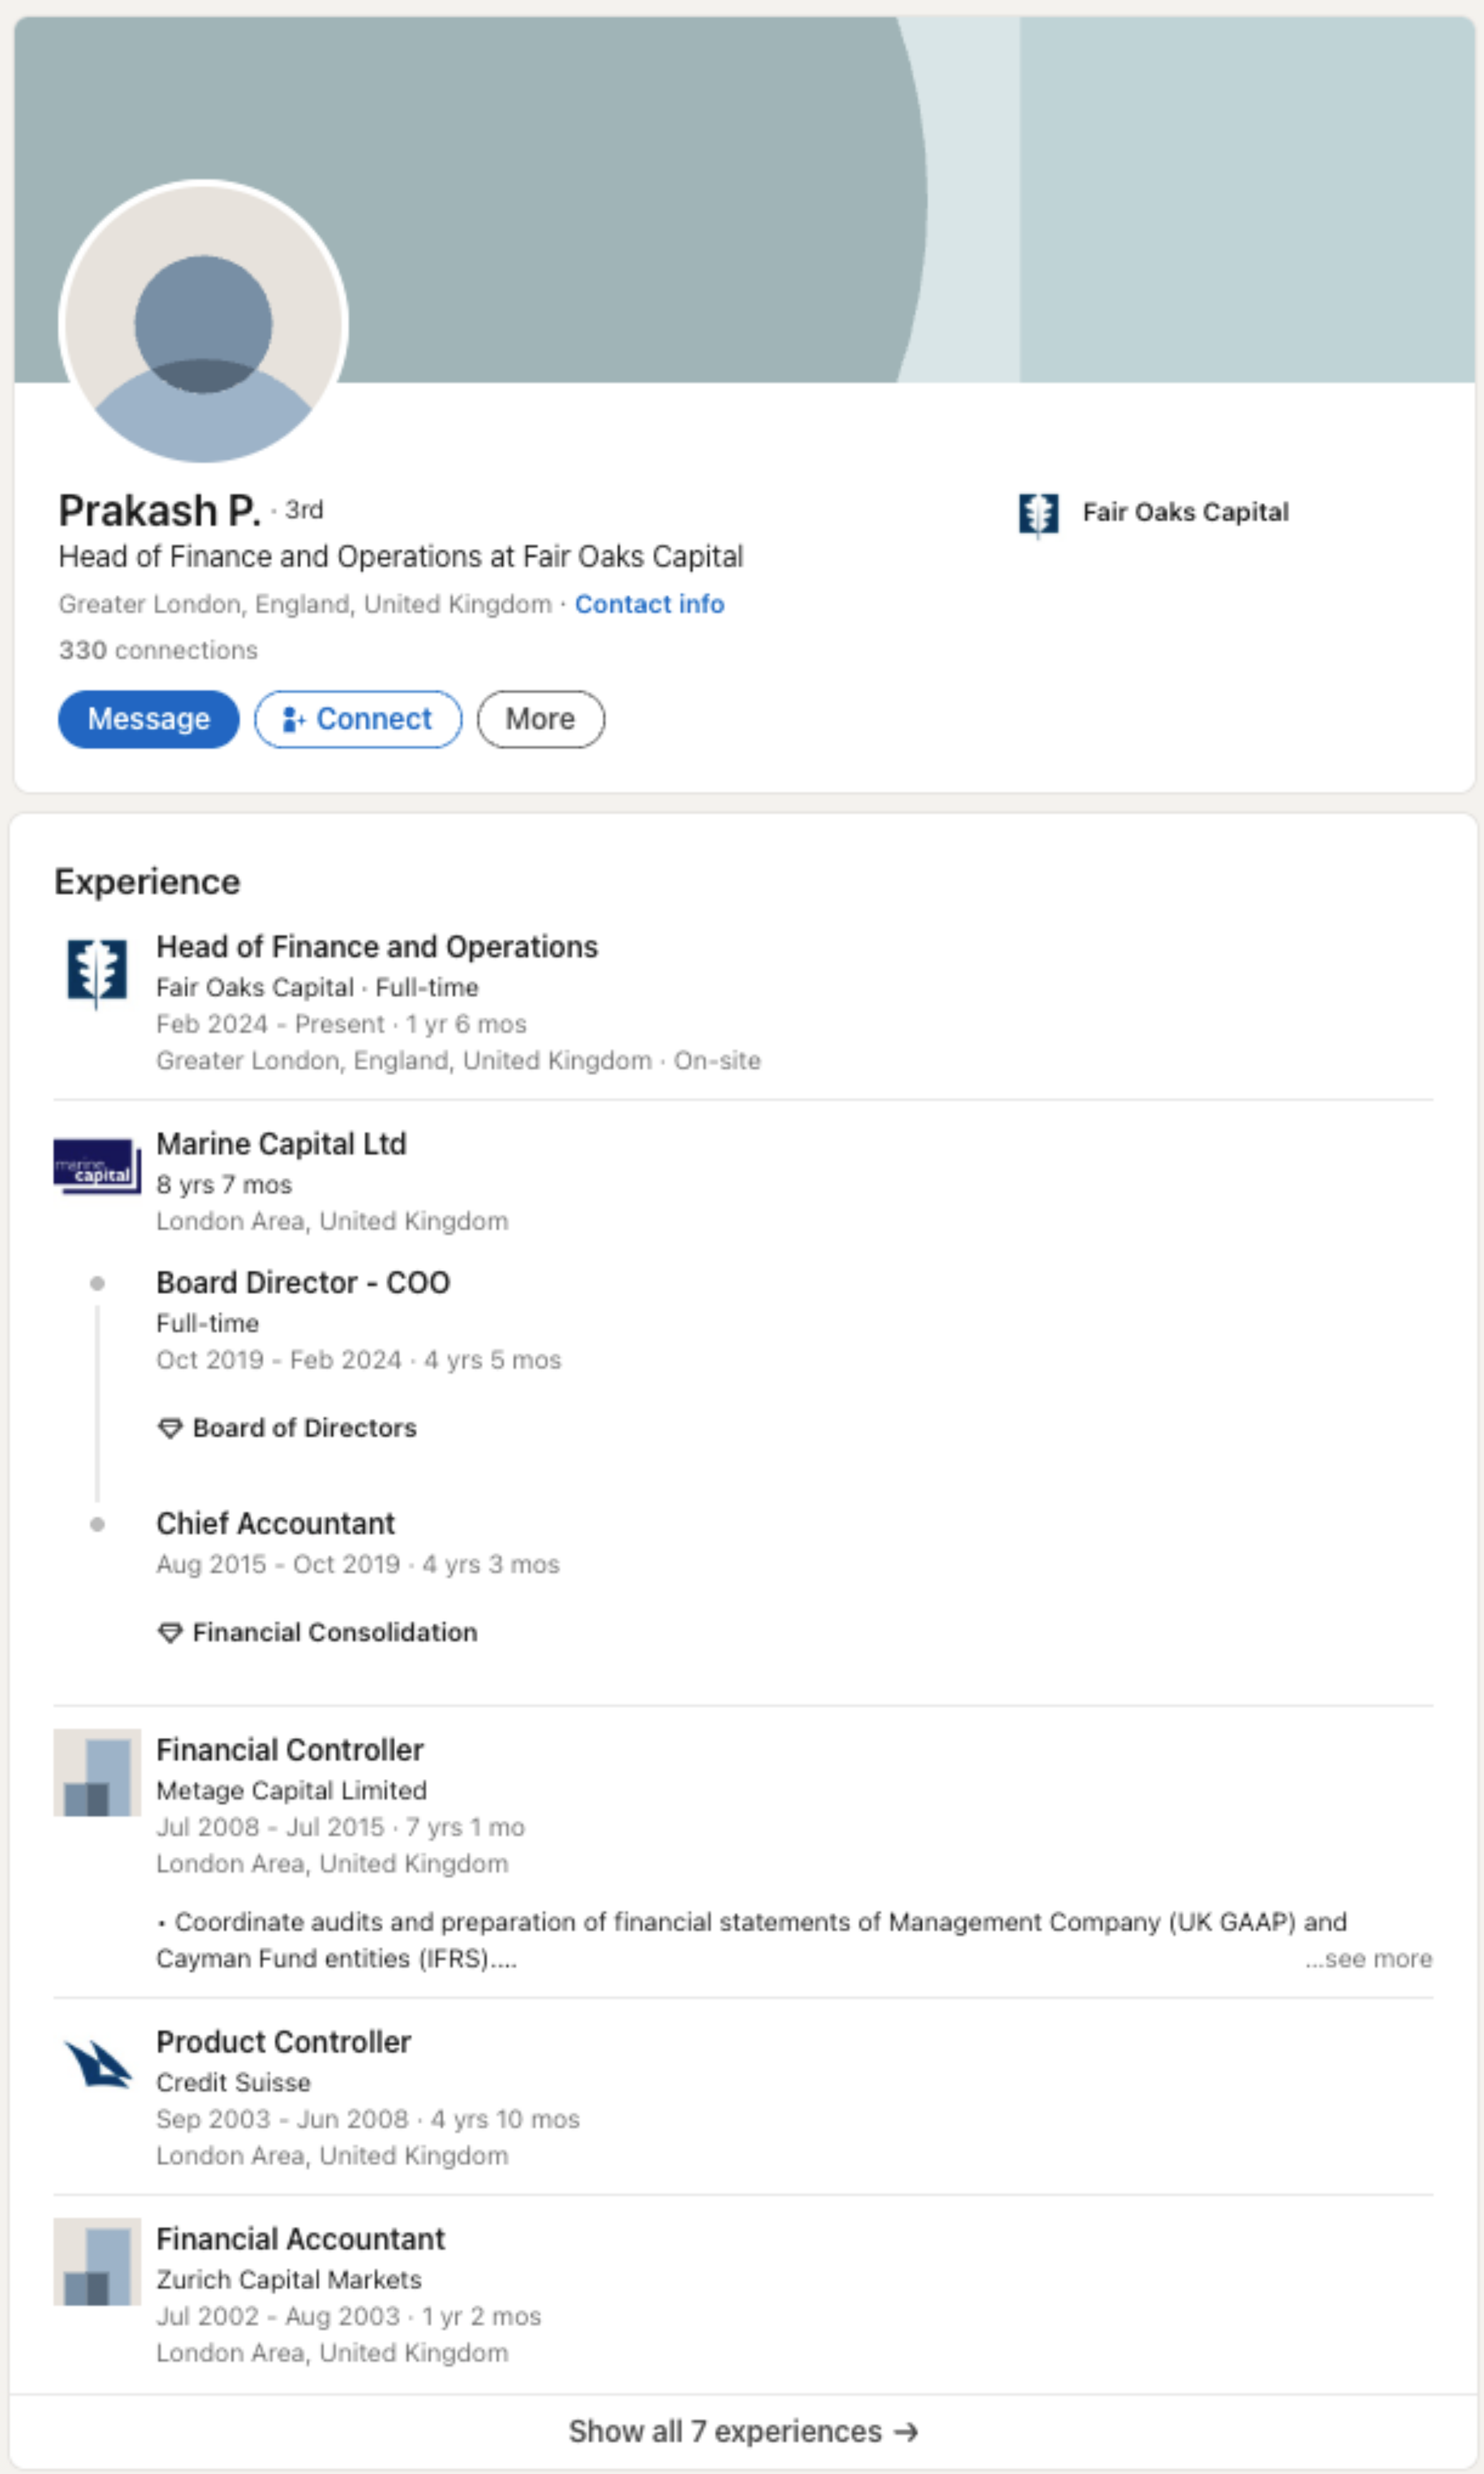 Prakash P. · 3rd
Fair Oaks Capital
Head of Finance and Operations at Fair Oaks Capital
Greater London, England, United Kingdom · Contact info
330 connections
Message
Connect
More
Experience
Head of Finance and Operations
Fair Oaks Capital · Full-time
Feb 2024 - Present · 1 yr 6 mos
Greater London, England, United Kingdom · On-site
marine
capital
Marine Capital Ltd
8 yrs 7 mos
London Area, United Kingdom
Board Director - COO
Full-time
Oct 2019 - Feb 2024 · 4 yrs 5 mos
Board of Directors
Chief Accountant
Aug 2015 - Oct 2019 · 4 yrs 3 mos
Financial Consolidation
Financial Controller
Metage Capital Limited
Jul 2008 - Jul 2015 · 7 yrs 1 mo
London Area, United Kingdom
• Coordinate audits and preparation of financial statements of Management Company (UK GAAP) and
Cayman Fund entities (IFRS)....
...see more
Product Controller
Credit Suisse
Sep 2003 - Jun 2008 · 4 yrs 10 mos
London Area, United Kingdom
Financial Accountant
Zurich Capital Markets
Jul 2002 - Aug 2003 · 1 yr 2 mos
London Area, United Kingdom
Show all 7 experiences →